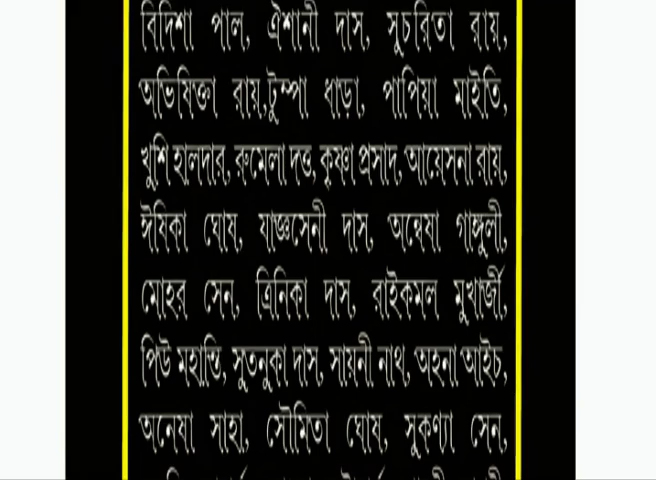 বিদিশা পাল, ঐশানী দাস, সুচরিতা রায়,
অভিষিক্তা রায়,টুম্পা ধাড়া, পাপিয়া মাইতি,
খুশি হালদার, রুমেলা দত্ত, কৃষ্ণা প্রসাদ, আয়েসনা রায়,
ঈষিকা ঘোষ, যাজ্ঞসেনী দাস, অন্বেষা গাঙ্গুলী,
মোহর সেন, ত্রিনিকা দাস, রাইকমল মুখার্জী,
পিউ মহান্তি, সুতনুকা দাস, সায়নী নাথ, অহনা আইচ,
অনেষা সাহা, সৌমিতা ঘোষ, সুকণ্যা সেন,